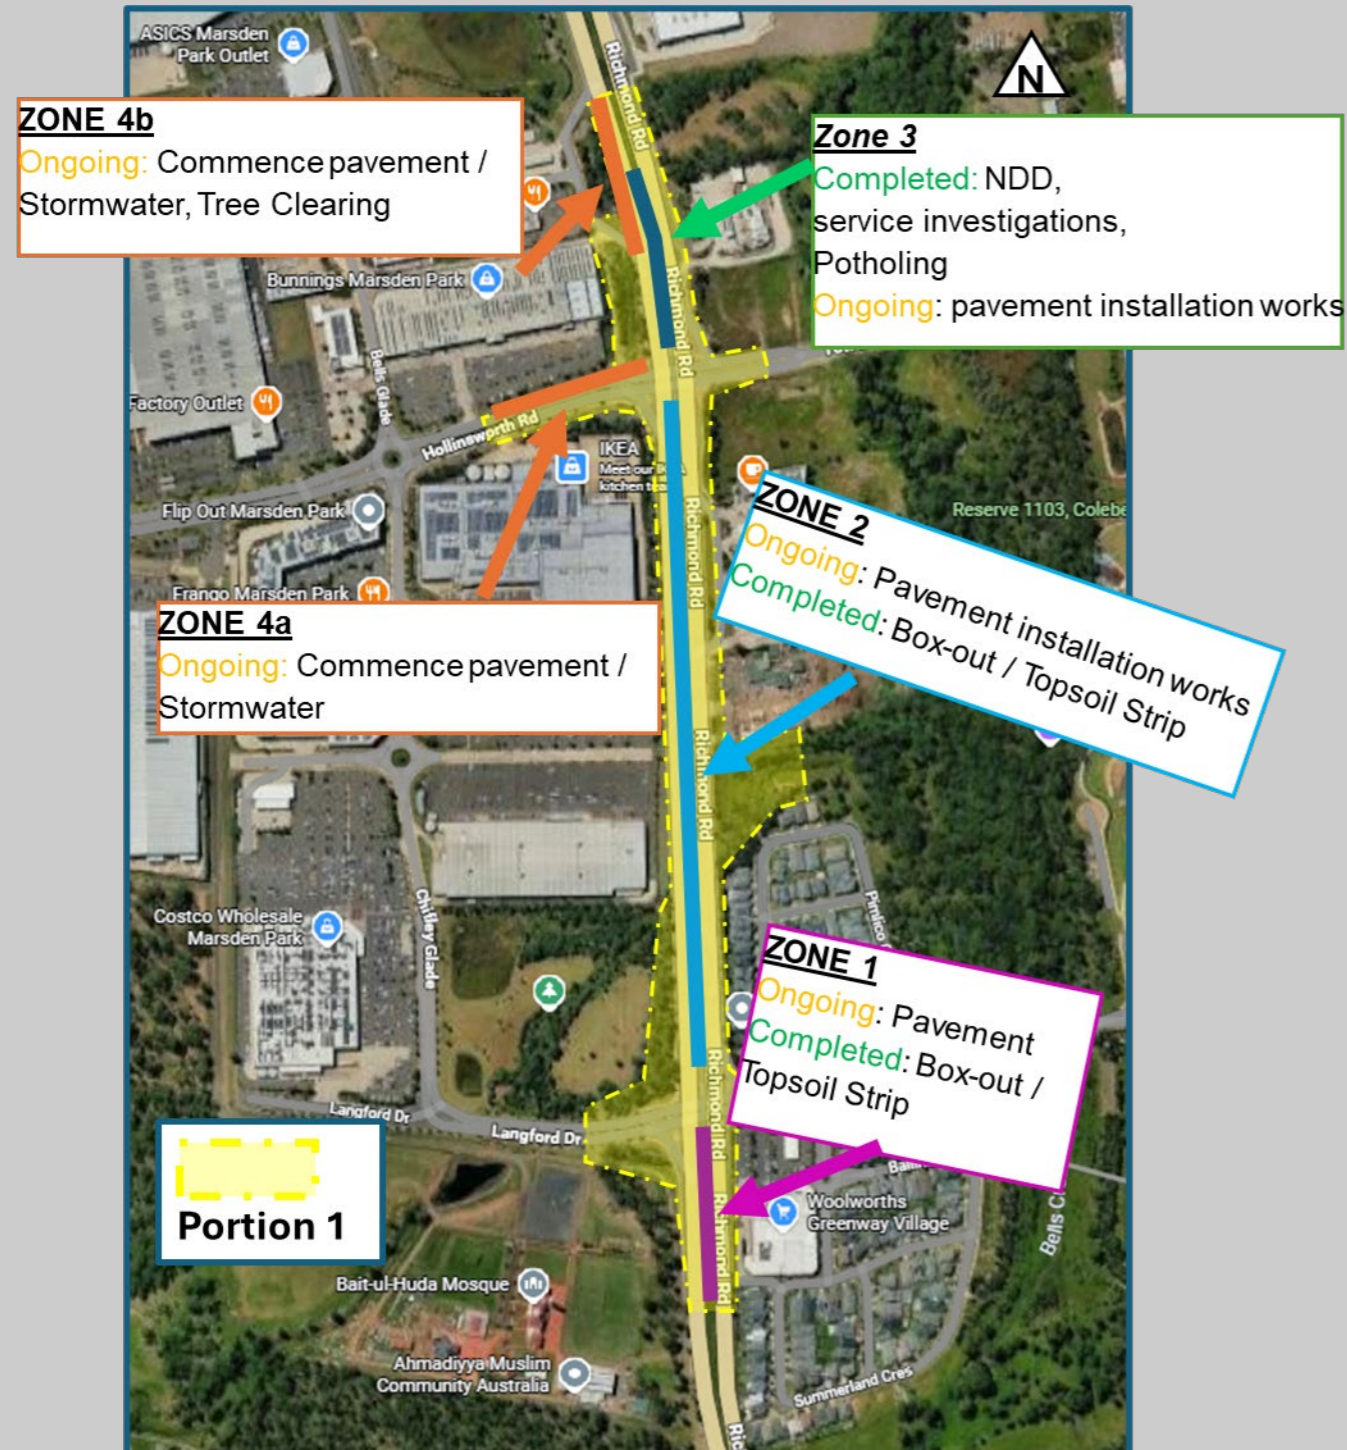 ASICS Marsden
Park Outlet
Richmond Rd
N
ZONE 4b
Ongoing: Commence pavement /
Stormwater, Tree Clearing
Zone 3
Completed: NDD,
service investigations,
Potholing
Ongoing: pavement installation works
Bunnings Marsden Park
Richmond Rd
Bells Glade
Factory Outlet
Hollinsworth Rd
IKEA
Meet our
kitchen
Flip Out Marsden Park
Richmond Rd
Reserve 1103, Colebe
ZONE 2
Ongoing: Pavement installation works
Completed: Box-out / Topsoil Strip
Frango Marsden Park
ZONE 4a
Ongoing: Commence pavement /
Stormwater
Richmond Rd
Costco Wholesale
Marsden Park
Chifley Glade
Pimlico
ZONE 1
Ongoing: Pavement
Completed: Box-out /
Topsoil Strip
Richmond Rd
Langford Dr
Langford Dr
Portion 1
Richmond Rd
Woolworths
Greenway Village
Bells
Bait-ul-Huda Mosque
Ahmadiyya Muslim
Community Australia
Summerland Cres
Ric